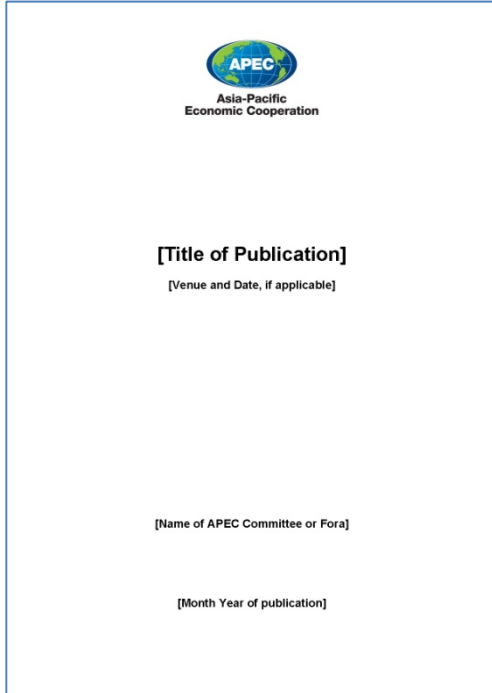 APEC
Asia-Pacific
Economic Cooperation
[Title of Publication]
[Venue and Date, if applicable]
[Name of APEC Committee or Fora]
[Month Year of publication]